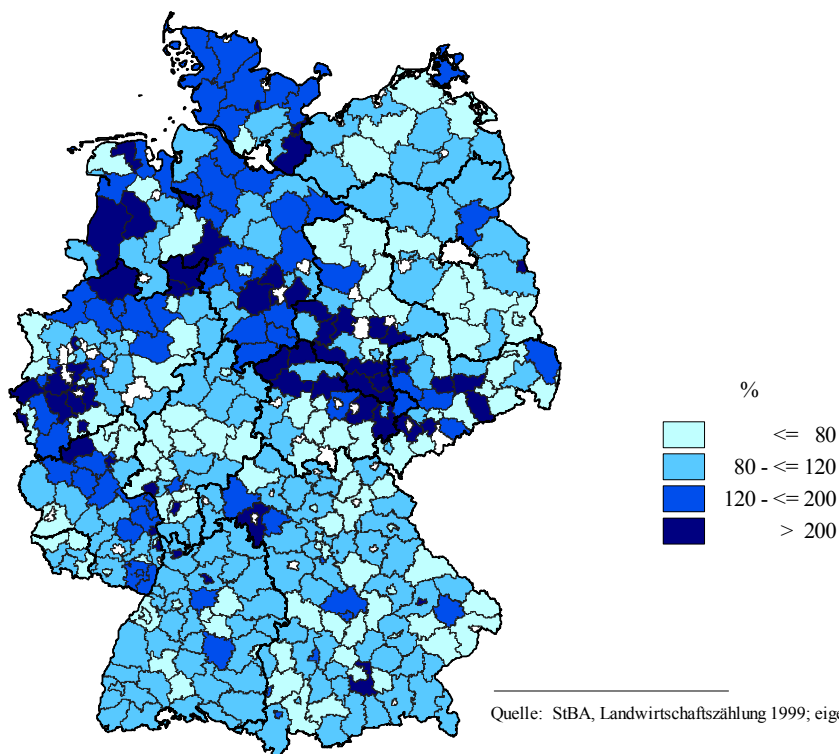 %
<= 80
80 - <= 120
120 - <= 200
> 200
Quelle: StBA, Landwirtschaftszählung 1999; eige